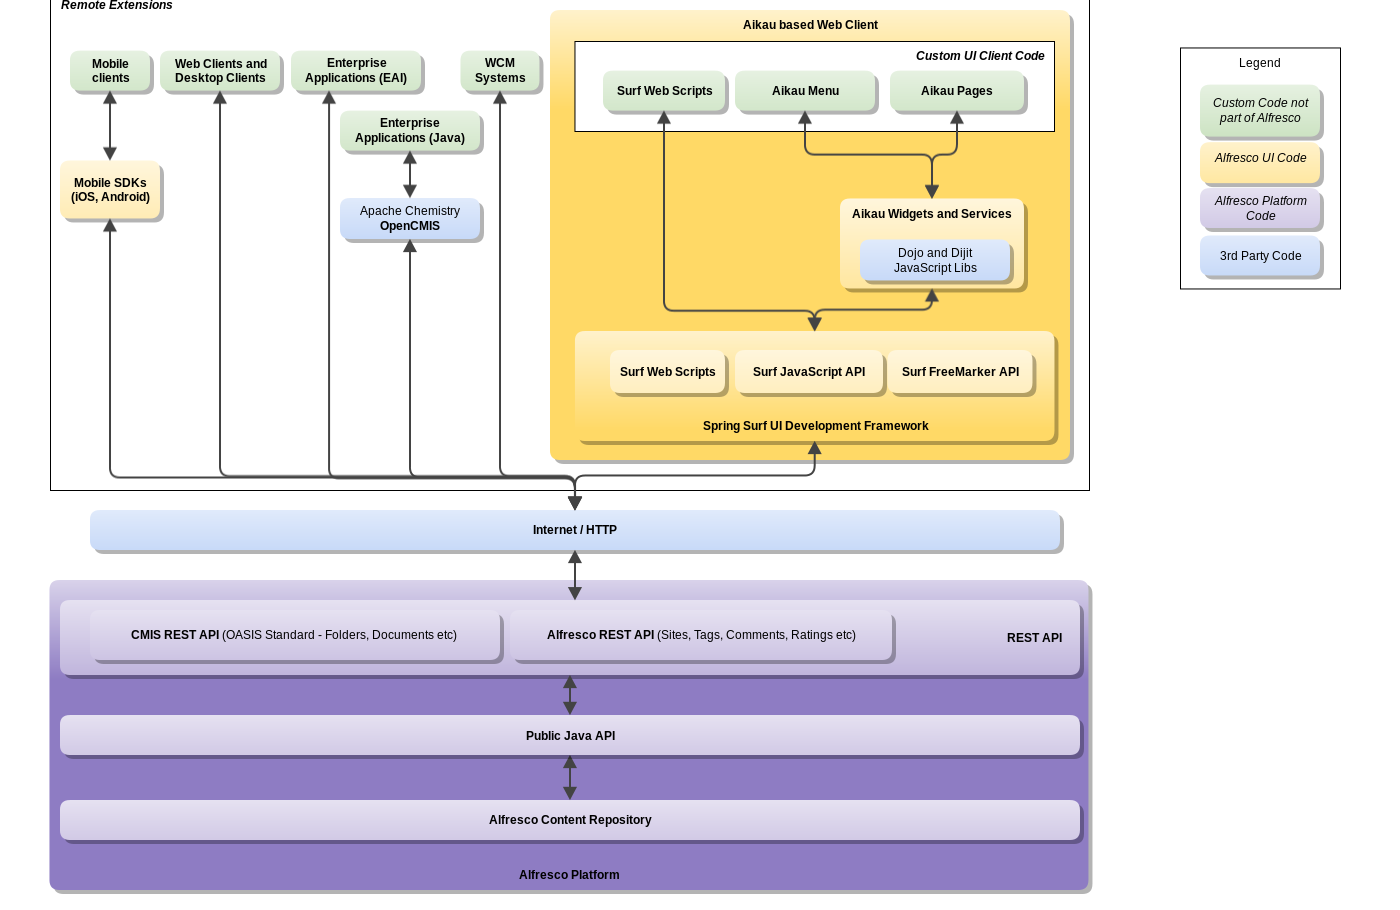 Remote Extensions
Aikau based Web Client
Custom UI Client Code
Mobile
clients
Web Clients and
Desktop Clients
Enterprise
Applications (EAI)
WCM
Systems
Surf Web Scripts
Aikau Menu
Aikau Pages
Enterprise
Applications (Java)
Mobile SDKs
(iOS, Android)
Apache Chemistry
OpenCMIS
Aikau Widgets and Services
Dojo and Dijit
JavaScript Libs
Surf Web Scripts
Surf JavaScript API
Surf FreeMarker API
Spring Surf UI Development Framework
Internet / HTTP
CMIS REST API (OASIS Standard - Folders, Documents etc)
Alfresco REST API (Sites, Tags, Comments, Ratings etc)
REST API
Public Java API
Alfresco Content Repository
Alfresco Platform
Legend
Custom Code not
part of Alfresco
Alfresco UI Code
Alfresco Platform
Code
3rd Party Code